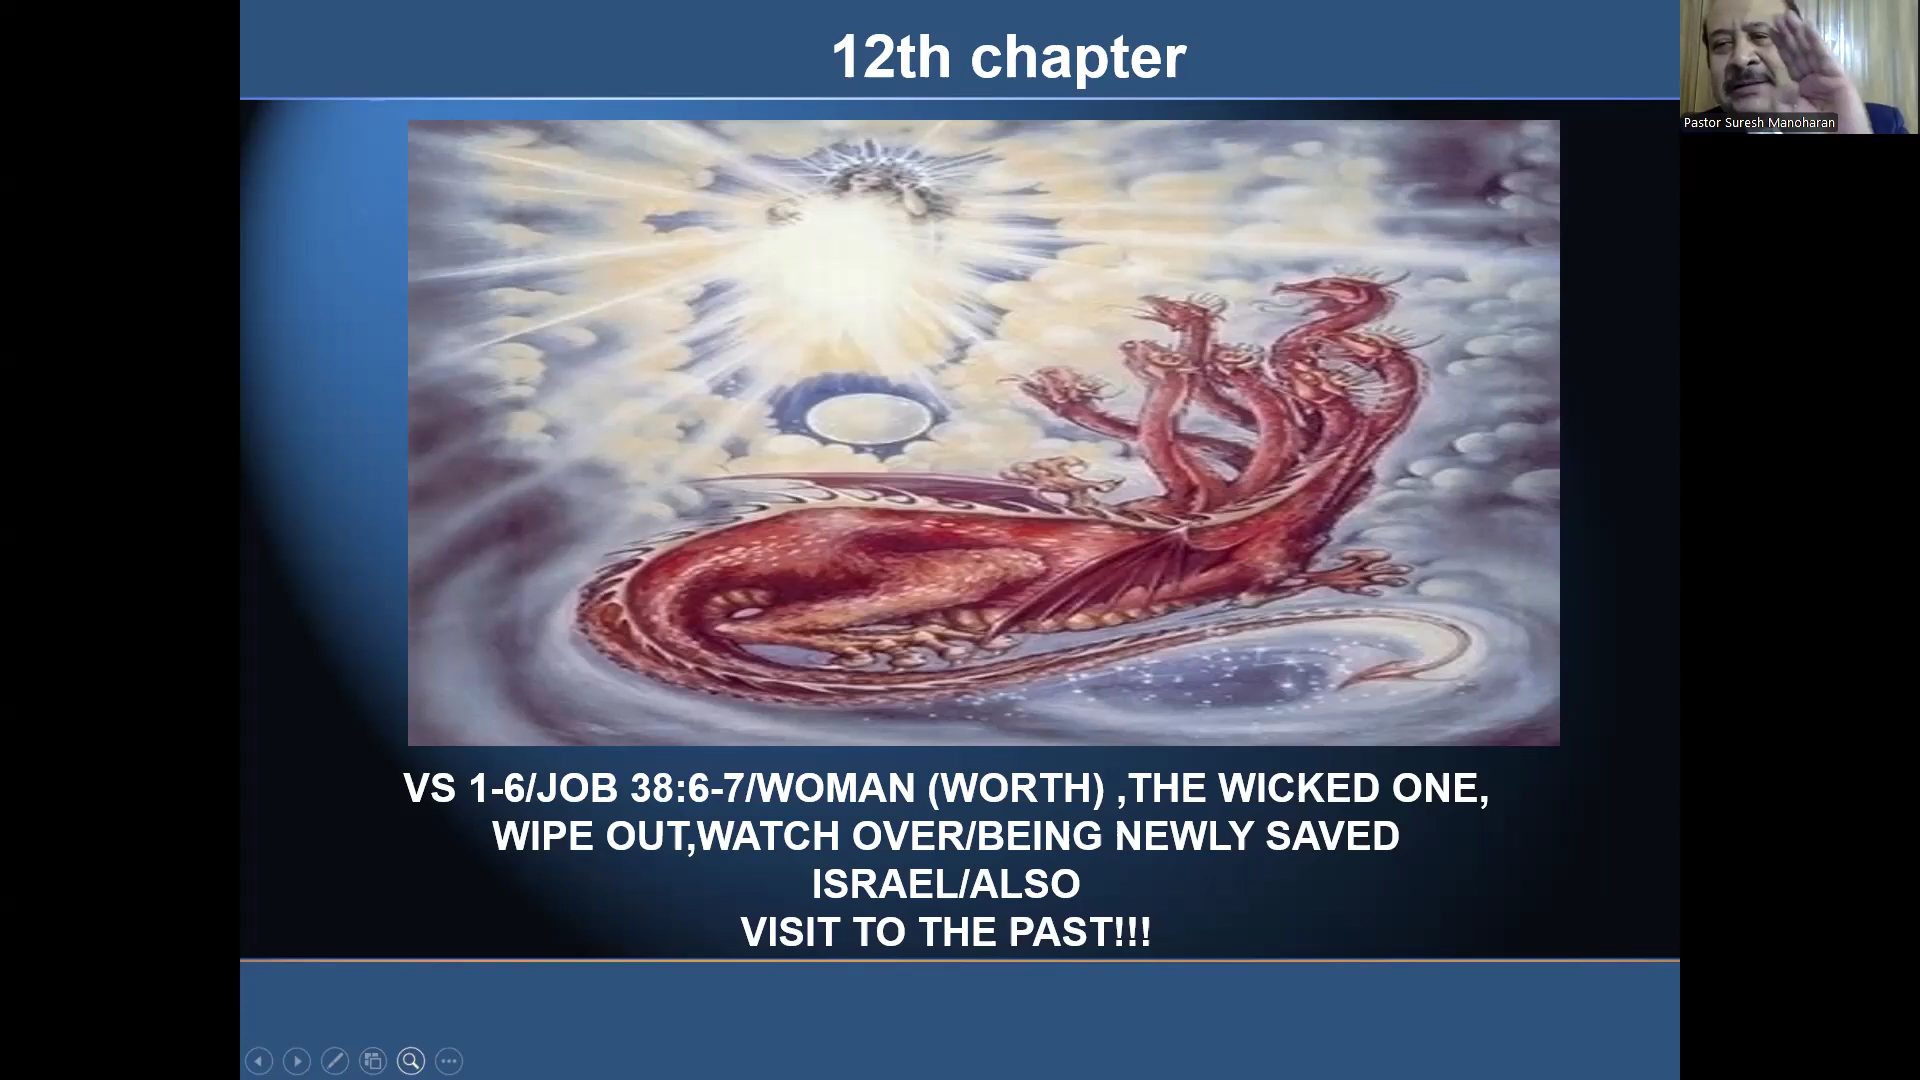 12th chapter
Pastor Suresh Manoharan
VS 1-6/JOB 38:6-7/WOMAN (WORTH) ,THE WICKED ONE,
WIPE OUT,WATCH OVER/BEING NEWLY SAVED
ISRAEL/ALSO
VISIT TO THE PAST!!!